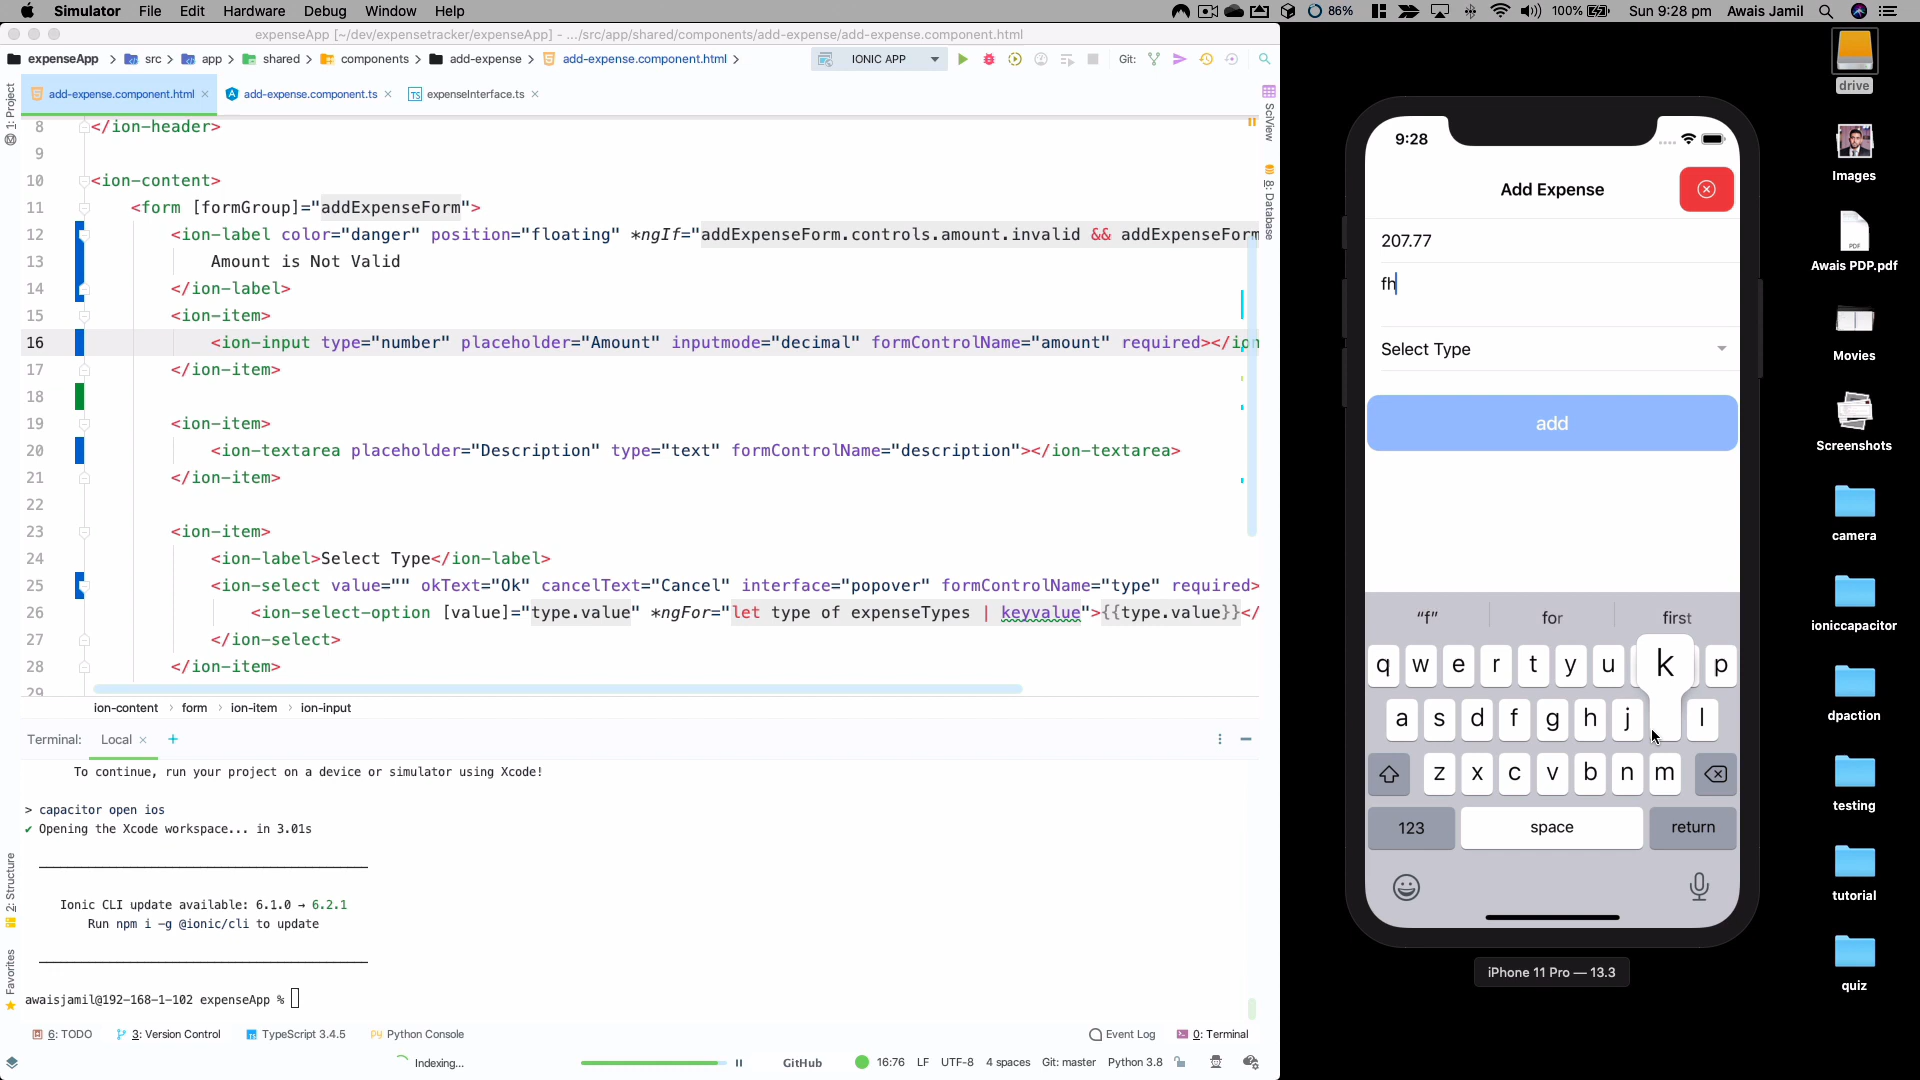 Simulator File Edit Hardware Debug Window Help 86% 100% Sun 9:28 pm Awais Jamil
expenseApp [~/dev/expensetracker/expenseApp] - .../src/app/shared/components/add-expense/add-expense.component.html
expenseApp src app shared components add-expense add-expense.component.html IONIC APP Git:
add-expense.component.html add-expense.component.ts expenseInterface.ts
1: Project
SciView
8: Database
2: Structure
Favorites
8 </ion-header>
9
10 <ion-content>
11 <form [formGroup]="addExpenseForm">
12 <ion-label color="danger" position="floating" *ngIf="addExpenseForm.controls.amount.invalid && addExpenseForm
13 Amount is Not Valid
14 </ion-label>
15 <ion-item>
16 <ion-input type="number" placeholder="Amount" inputmode="decimal" formControlName="amount" required></ion
17 </ion-item>
18
19 <ion-item>
20 <ion-textarea placeholder="Description" type="text" formControlName="description"></ion-textarea>
21 </ion-item>
22
23 <ion-item>
24 <ion-label>Select Type</ion-label>
25 <ion-select value="" okText="Ok" cancelText="Cancel" interface="popover" formControlName="type" required>
26 <ion-select-option [value]="type.value" *ngFor="let type of expenseTypes | keyvalue">{{type.value}}</
27 </ion-select>
28 </ion-item>
29
ion-content form ion-item ion-input
Terminal: Local
To continue, run your project on a device or simulator using Xcode!
> capacitor open ios
✔ Opening the Xcode workspace... in 3.01s
Ionic CLI update available: 6.1.0 → 6.2.1
Run npm i -g @ionic/cli to update
awaisjamil@192-168-1-102 expenseApp %
6: TODO 3: Version Control TypeScript 3.4.5 Python Console Event Log 0: Terminal
Indexing... GitHub 16:76 LF UTF-8 4 spaces Git: master Python 3.8
9:28
Add Expense
207.77
fh
Select Type
add
“f” for first
q w e r t y u k p
a s d f g h j l
z x c v b n m
123 space return
iPhone 11 Pro — 13.3
drive
Images
PDF
Awais PDP.pdf
Movies
Screenshots
camera
ioniccapacitor
dpaction
testing
tutorial
quiz